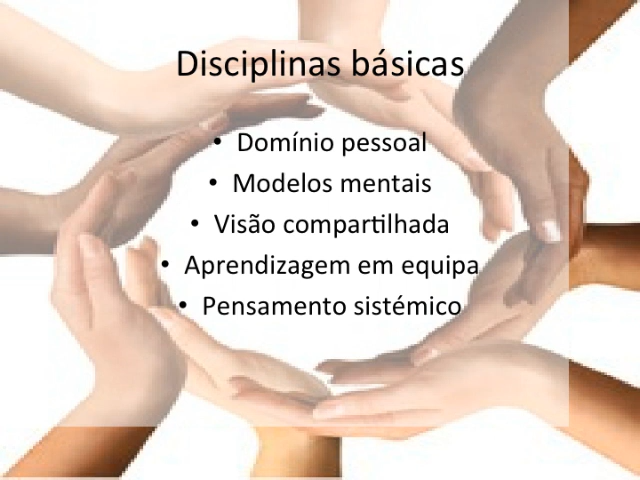 Disciplinas básicas
• Domínio pessoal
• Modelos mentais
• Visão compartilhada
• Aprendizagem em equipa
• Pensamento sistémico